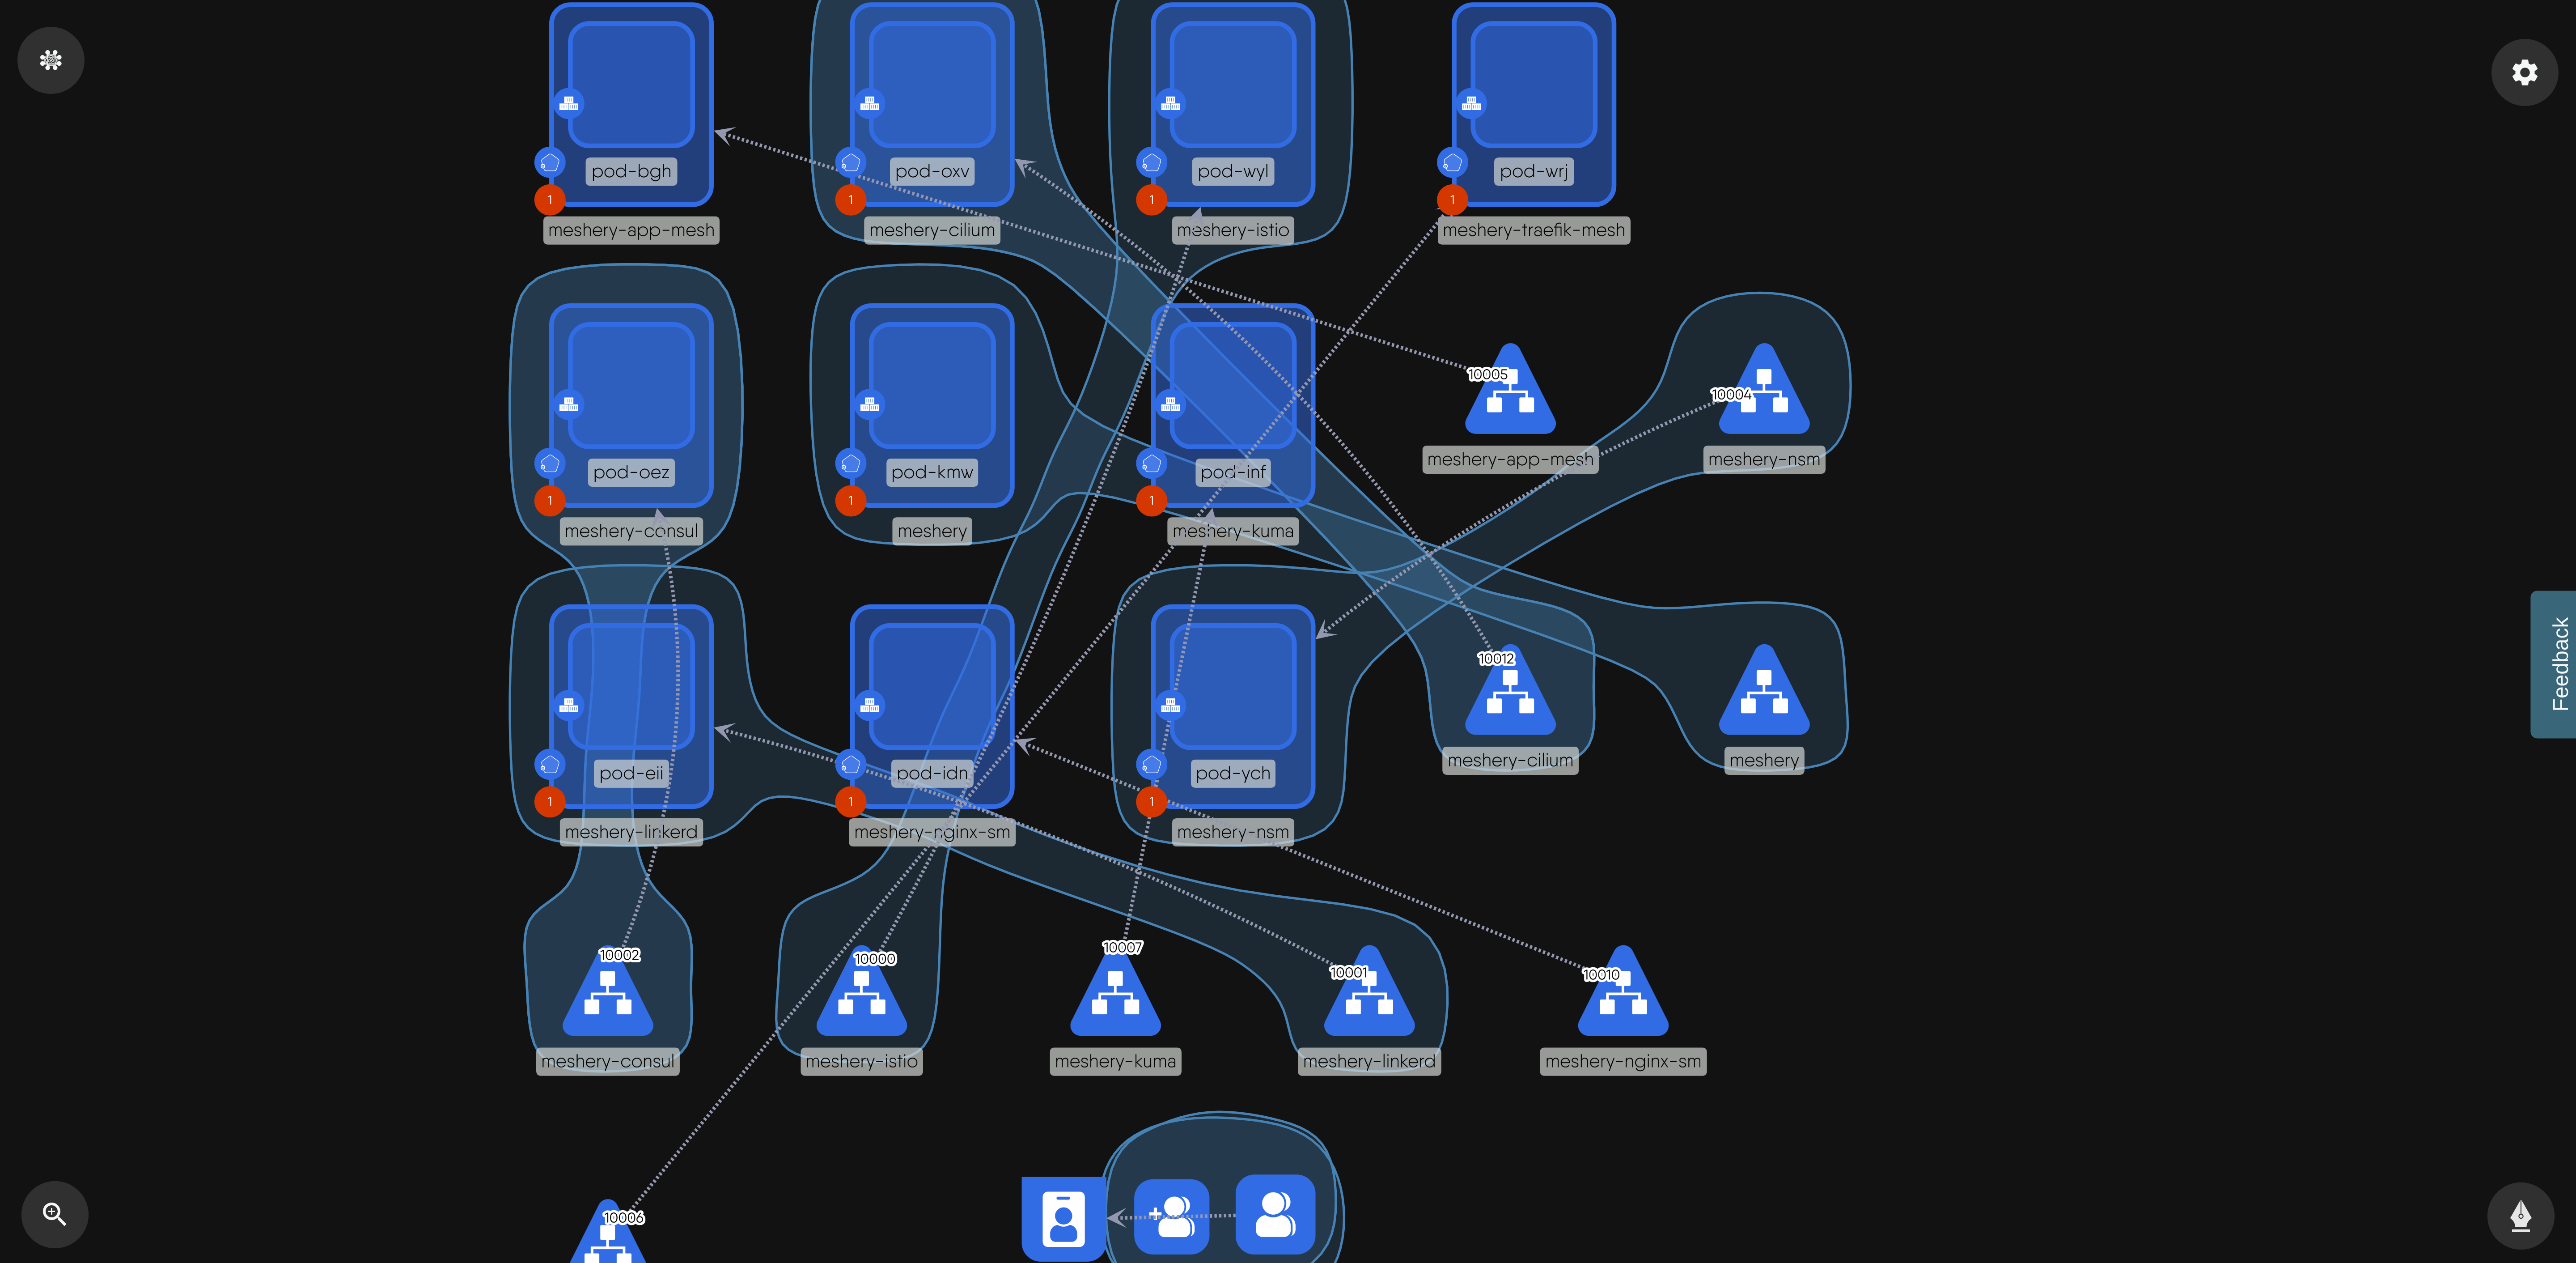 pod-bgh
pod-oxv
pod-wyl
pod-wrj
1
1
1
1
meshery-app-mesh
meshery-cilium
meshery-istio
meshery-traefik-mesh
10005
10004
pod-oez
pod-kmw
pod-inf
meshery-app-mesh
meshery-nsm
1
1
1
meshery-consul
meshery
meshery-kuma
10012
Feedback
pod-eii
pod-idn
pod-ych
meshery-cilium
meshery
1
1
1
meshery-linkerd
meshery-nginx-sm
meshery-nsm
10002
10000
10007
10001
10010
meshery-consul
meshery-istio
meshery-kuma
meshery-linkerd
meshery-nginx-sm
10006